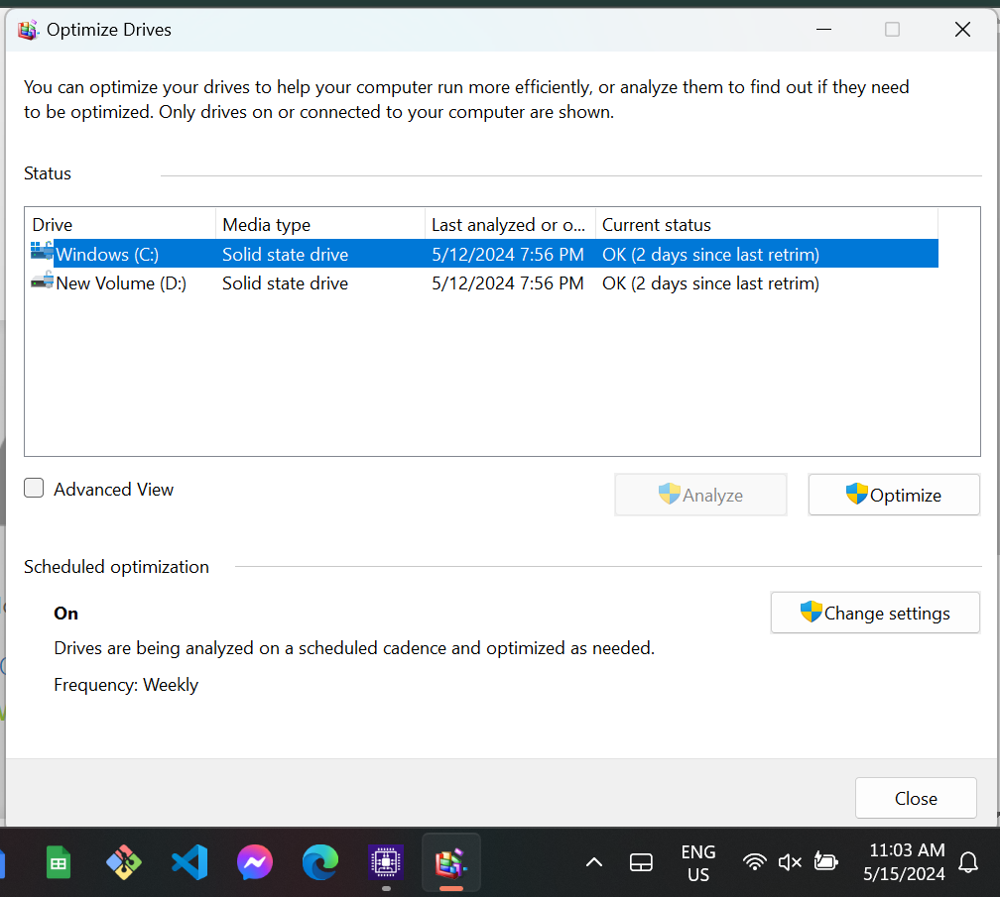 Optimize Drives
You can optimize your drives to help your computer run more efficiently, or analyze them to find out if they need
to be optimized. Only drives on or connected to your computer are shown.
Status
Drive Media type Last analyzed or o... Current status
Windows (C:) Solid state drive 5/12/2024 7:56 PM OK (2 days since last retrim)
New Volume (D:) Solid state drive 5/12/2024 7:56 PM OK (2 days since last retrim)
Advanced View
Analyze Optimize
Scheduled optimization
On
Change settings
Drives are being analyzed on a scheduled cadence and optimized as needed.
Frequency: Weekly
Close
ENG 11:03 AM
US 5/15/2024